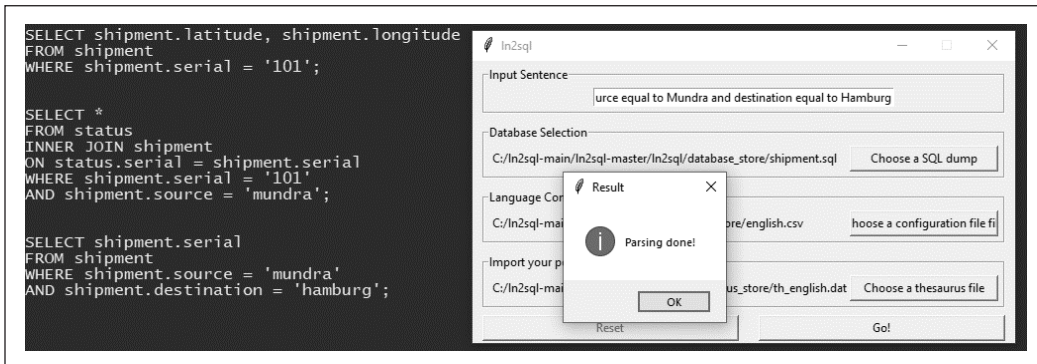 SELECT shipment.latitude, shipment.longitude
FROM shipment
WHERE shipment.serial = '101';
SELECT *
FROM status
INNER JOIN shipment
ON status.serial = shipment.serial
WHERE shipment.serial = '101'
AND shipment.source = 'mundra';
SELECT shipment.serial
FROM shipment
WHERE shipment.source = 'mundra'
AND shipment.destination = 'hamburg';
ln2sql
Input Sentence
urce equal to Mundra and destination equal to Hamburg
Database Selection
C:/ln2sql-main/ln2sql-master/ln2sql/database_store/shipment.sql
Choose a SQL dump
Language Cor
C:/ln2sql-mai
ore/english.csv
hoose a configuration file fi
Import your p
C:/ln2sql-mai
us_store/th_english.dat
Choose a thesaurus file
Reset
Go!
Result
Parsing done!
OK